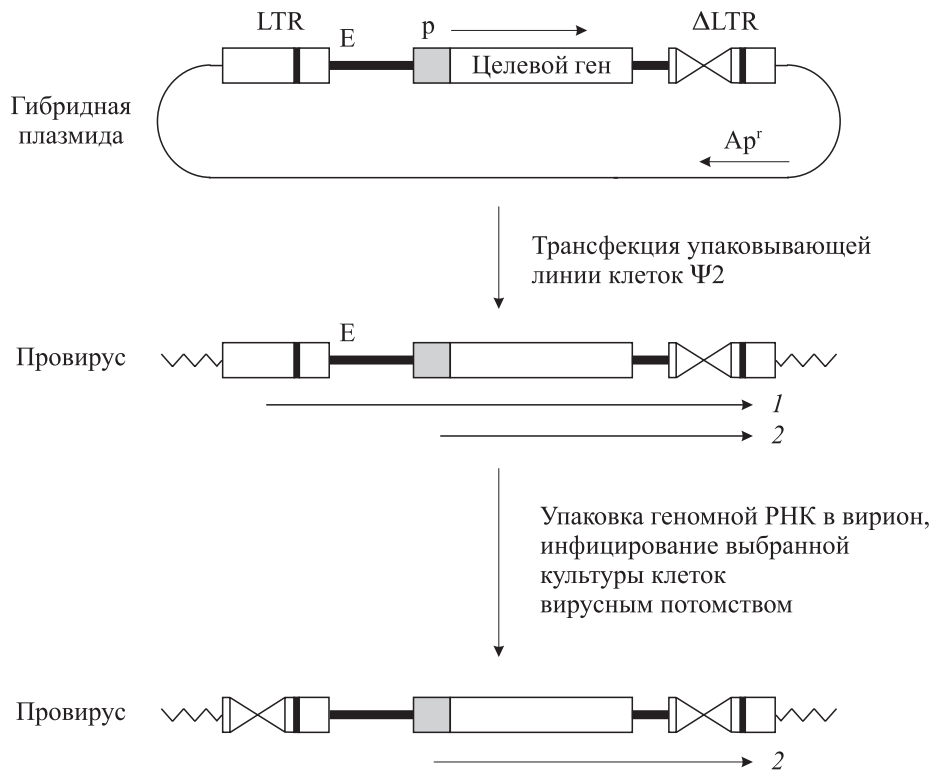 LTR
ΔLTR
E
p
Целевой ген
Гибридная
плазмида
Apʳ
Трансфекция упаковывающей
линии клеток Ψ2
E
Провирус
1
2
Упаковка геномной РНК в вирион,
инфицирование выбранной
культуры клеток
вирусным потомством
Провирус
2